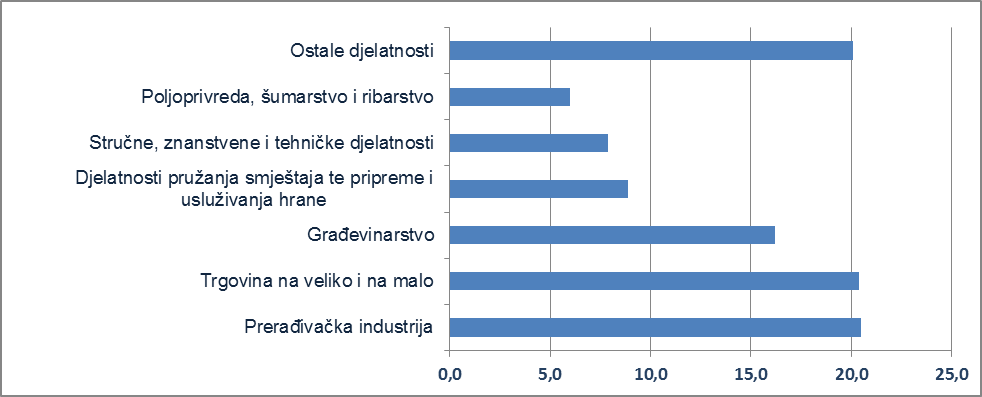 Ostale djelatnosti
Poljoprivreda, šumarstvo i ribarstvo
Stručne, znanstvene i tehničke djelatnosti
Djelatnosti pružanja smještaja te pripreme i
usluživanja hrane
Građevinarstvo
Trgovina na veliko i na malo
Prerađivačka industrija
0,0 5,0 10,0 15,0 20,0 25,0